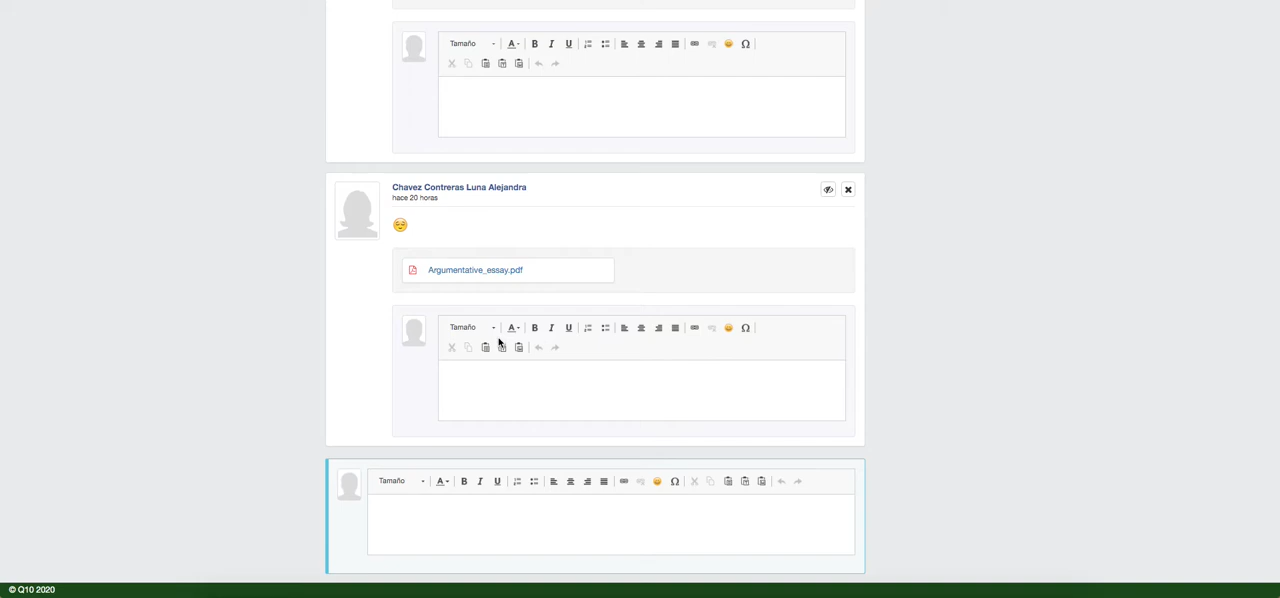 Tamaño
Chavez Contreras Luna Alejandra
hace 20 horas
Argumentative_essay.pdf
Tamaño
Tamaño
© Q10 2020